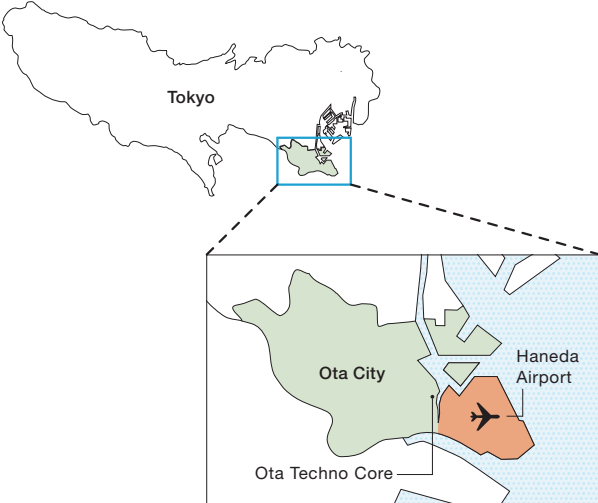 Tokyo
Haneda
Airport
Ota City
Ota Techno Core